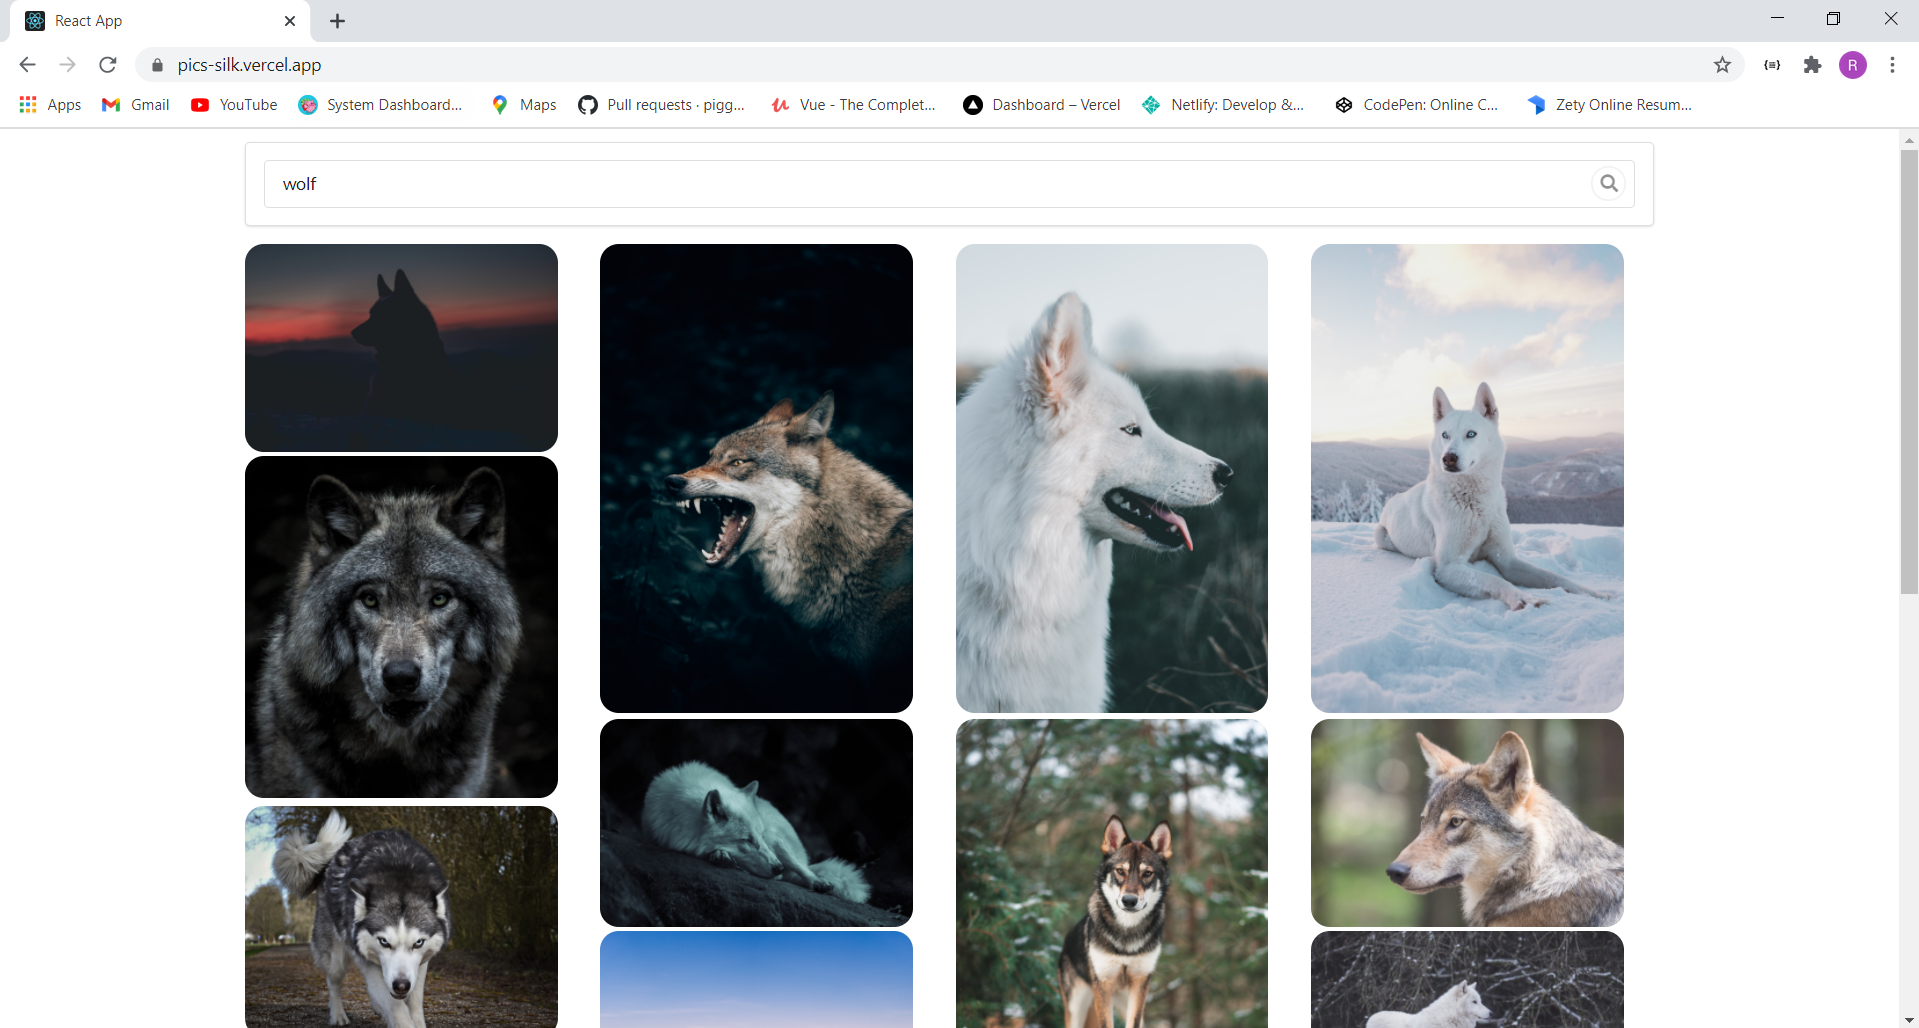 React App
pics-silk.vercel.app
R
Apps Gmail YouTube System Dashboard... Maps Pull requests · pigg... Vue - The Complet... Dashboard – Vercel Netlify: Develop &... CodePen: Online C... Zety Online Resum...
wolf